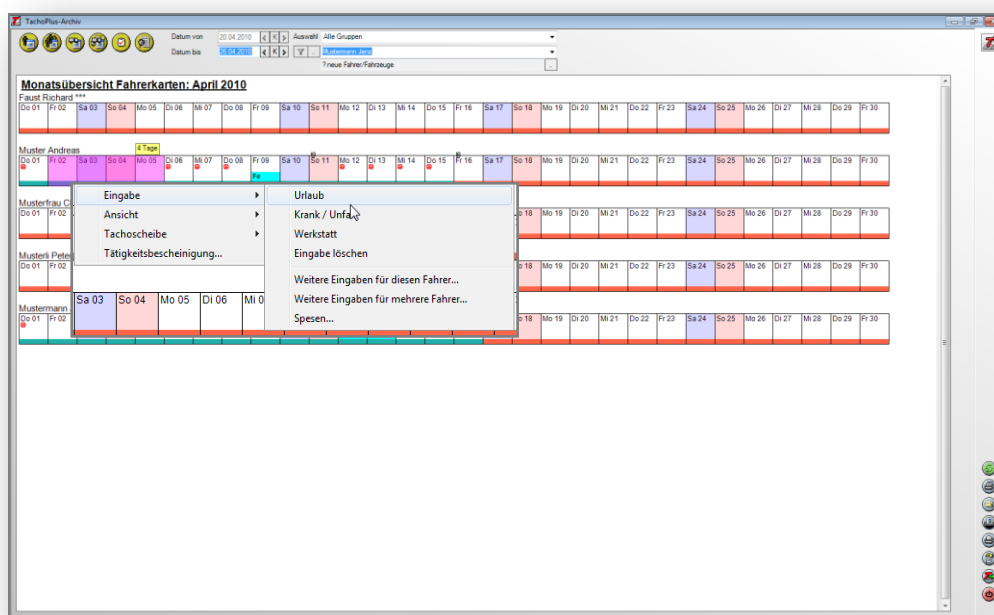 TachoPlus-Archiv
Datum von 20.04.2010 < K > Auswahl Alle Gruppen
Datum bis < K > Mustermann Jens
? neue Fahrer/Fahrzeuge ...
Monatsübersicht Fahrerkarten: April 2010
Faust Richard ***
Do 01 Fr 02 Sa 03 So 04 Mo 05 Di 06 Mi 07 Do 08 Fr 09 Sa 10 So 11 Mo 12 Di 13 Mi 14 Do 15 Fr 16 Sa 17 So 18 Mo 19 Di 20 Mi 21 Do 22 Fr 23 Sa 24 So 25 Mo 26 Di 27 Mi 28 Do 29 Fr 30
Muster Andreas 4 Tage
Do 01 Fr 02 Sa 03 So 04 Mo 05 Di 06 Mi 07 Do 08 Fr 09 Sa 10 So 11 Mo 12 Di 13 Mi 14 Do 15 Fr 16 Sa 17 So 18 Mo 19 Di 20 Mi 21 Do 22 Fr 23 Sa 24 So 25 Mo 26 Di 27 Mi 28 Do 29 Fr 30
Fe
Eingabe
Ansicht
Tachoscheibe
Tätigkeitsbescheinigung...
Urlaub
Krank / Unfa
Werkstatt
Eingabe löschen
Weitere Eingaben für diesen Fahrer...
Weitere Eingaben für mehrere Fahrer...
Spesen...
Musterfrau C
Do 01 Fr 02 o 18 Mo 19 Di 20 Mi 21 Do 22 Fr 23 Sa 24 So 25 Mo 26 Di 27 Mi 28 Do 29 Fr 30
Musterli Pete
Do 01 Fr 02 o 18 Mo 19 Di 20 Mi 21 Do 22 Fr 23 Sa 24 So 25 Mo 26 Di 27 Mi 28 Do 29 Fr 30
Sa 03 So 04 Mo 05 Di 06 Mi 0
Mustermann
Do 01 Fr 02 o 18 Mo 19 Di 20 Mi 21 Do 22 Fr 23 Sa 24 So 25 Mo 26 Di 27 Mi 28 Do 29 Fr 30